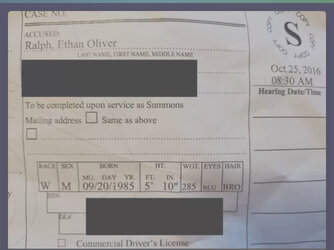 CASE NO.
ACCUSED:
Ralph, Ethan Oliver
LAST NAME, FIRST NAME, MIDDLE NAME
COPY
S
Oct.25, 2016
08:30 AM
Hearing Date/Time
To be completed upon service as Summons
Mailing address ☐ Same as above
☐
RACE SEX BORN HT. WGT. EYES HAIR
MO. DAY YR. FT. IN
W M 09/20/1985 5' 10" 285 BLU BRO
SSN
DL#
☐ Commercial Driver's License